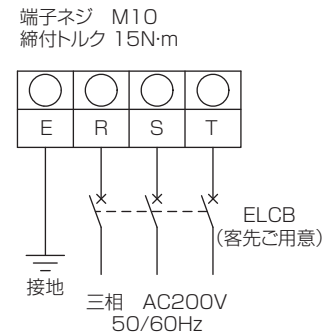 端子ネジ M10
締付トルク 15N·m
E R S T
ELCB
(客先ご用意)
接地
三相 AC200V
50/60Hz